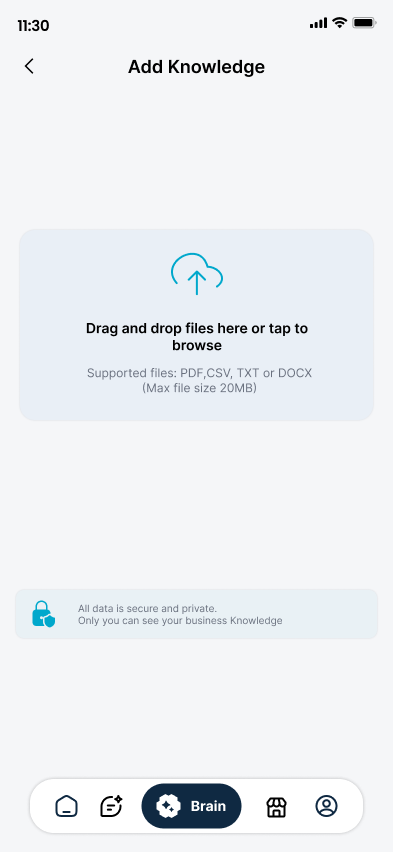 11:30
Add Knowledge
Drag and drop files here or tap to
browse
Supported files: PDF,CSV, TXT or DOCX
(Max file size 20MB)
All data is secure and private.
Only you can see your business Knowledge
Brain